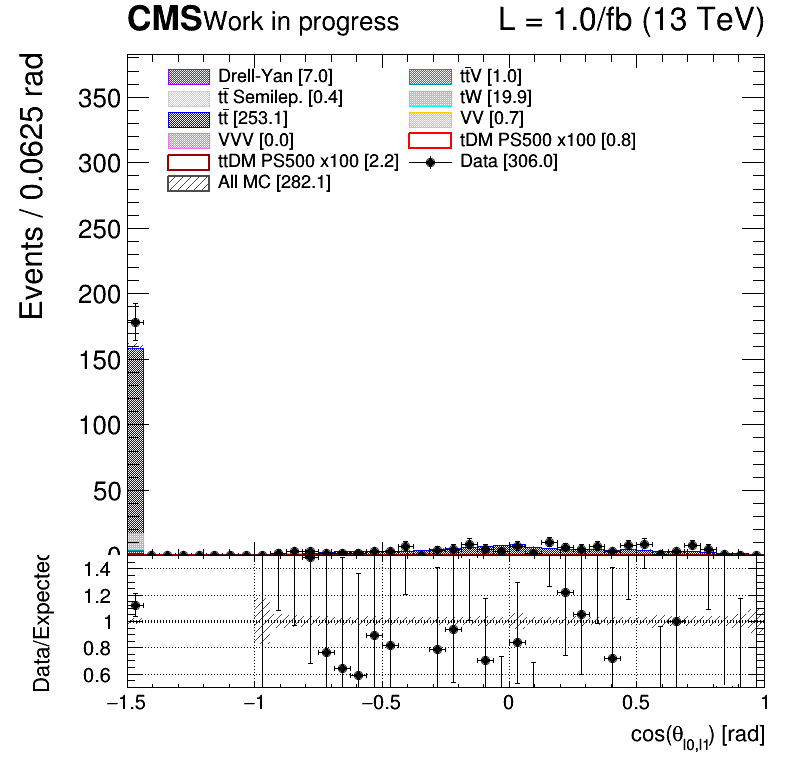 CMS Work in progress L = 1.0/fb (13 TeV)
Events / 0.0625 rad
Drell-Yan [7.0]
tt̄ Semilep. [0.4]
tt̄ [253.1]
VVV [0.0]
ttDM PS500 x100 [2.2]
All MC [282.1]
tt̄V [1.0]
tW [19.9]
VV [0.7]
tDM PS500 x100 [0.8]
Data [306.0]
350
300
250
200
150
100
50
0
Data/Expected
1.4
1.2
1
0.8
0.6
−1.5 −1 −0.5 0 0.5 1
cos(θl0,l1) [rad]